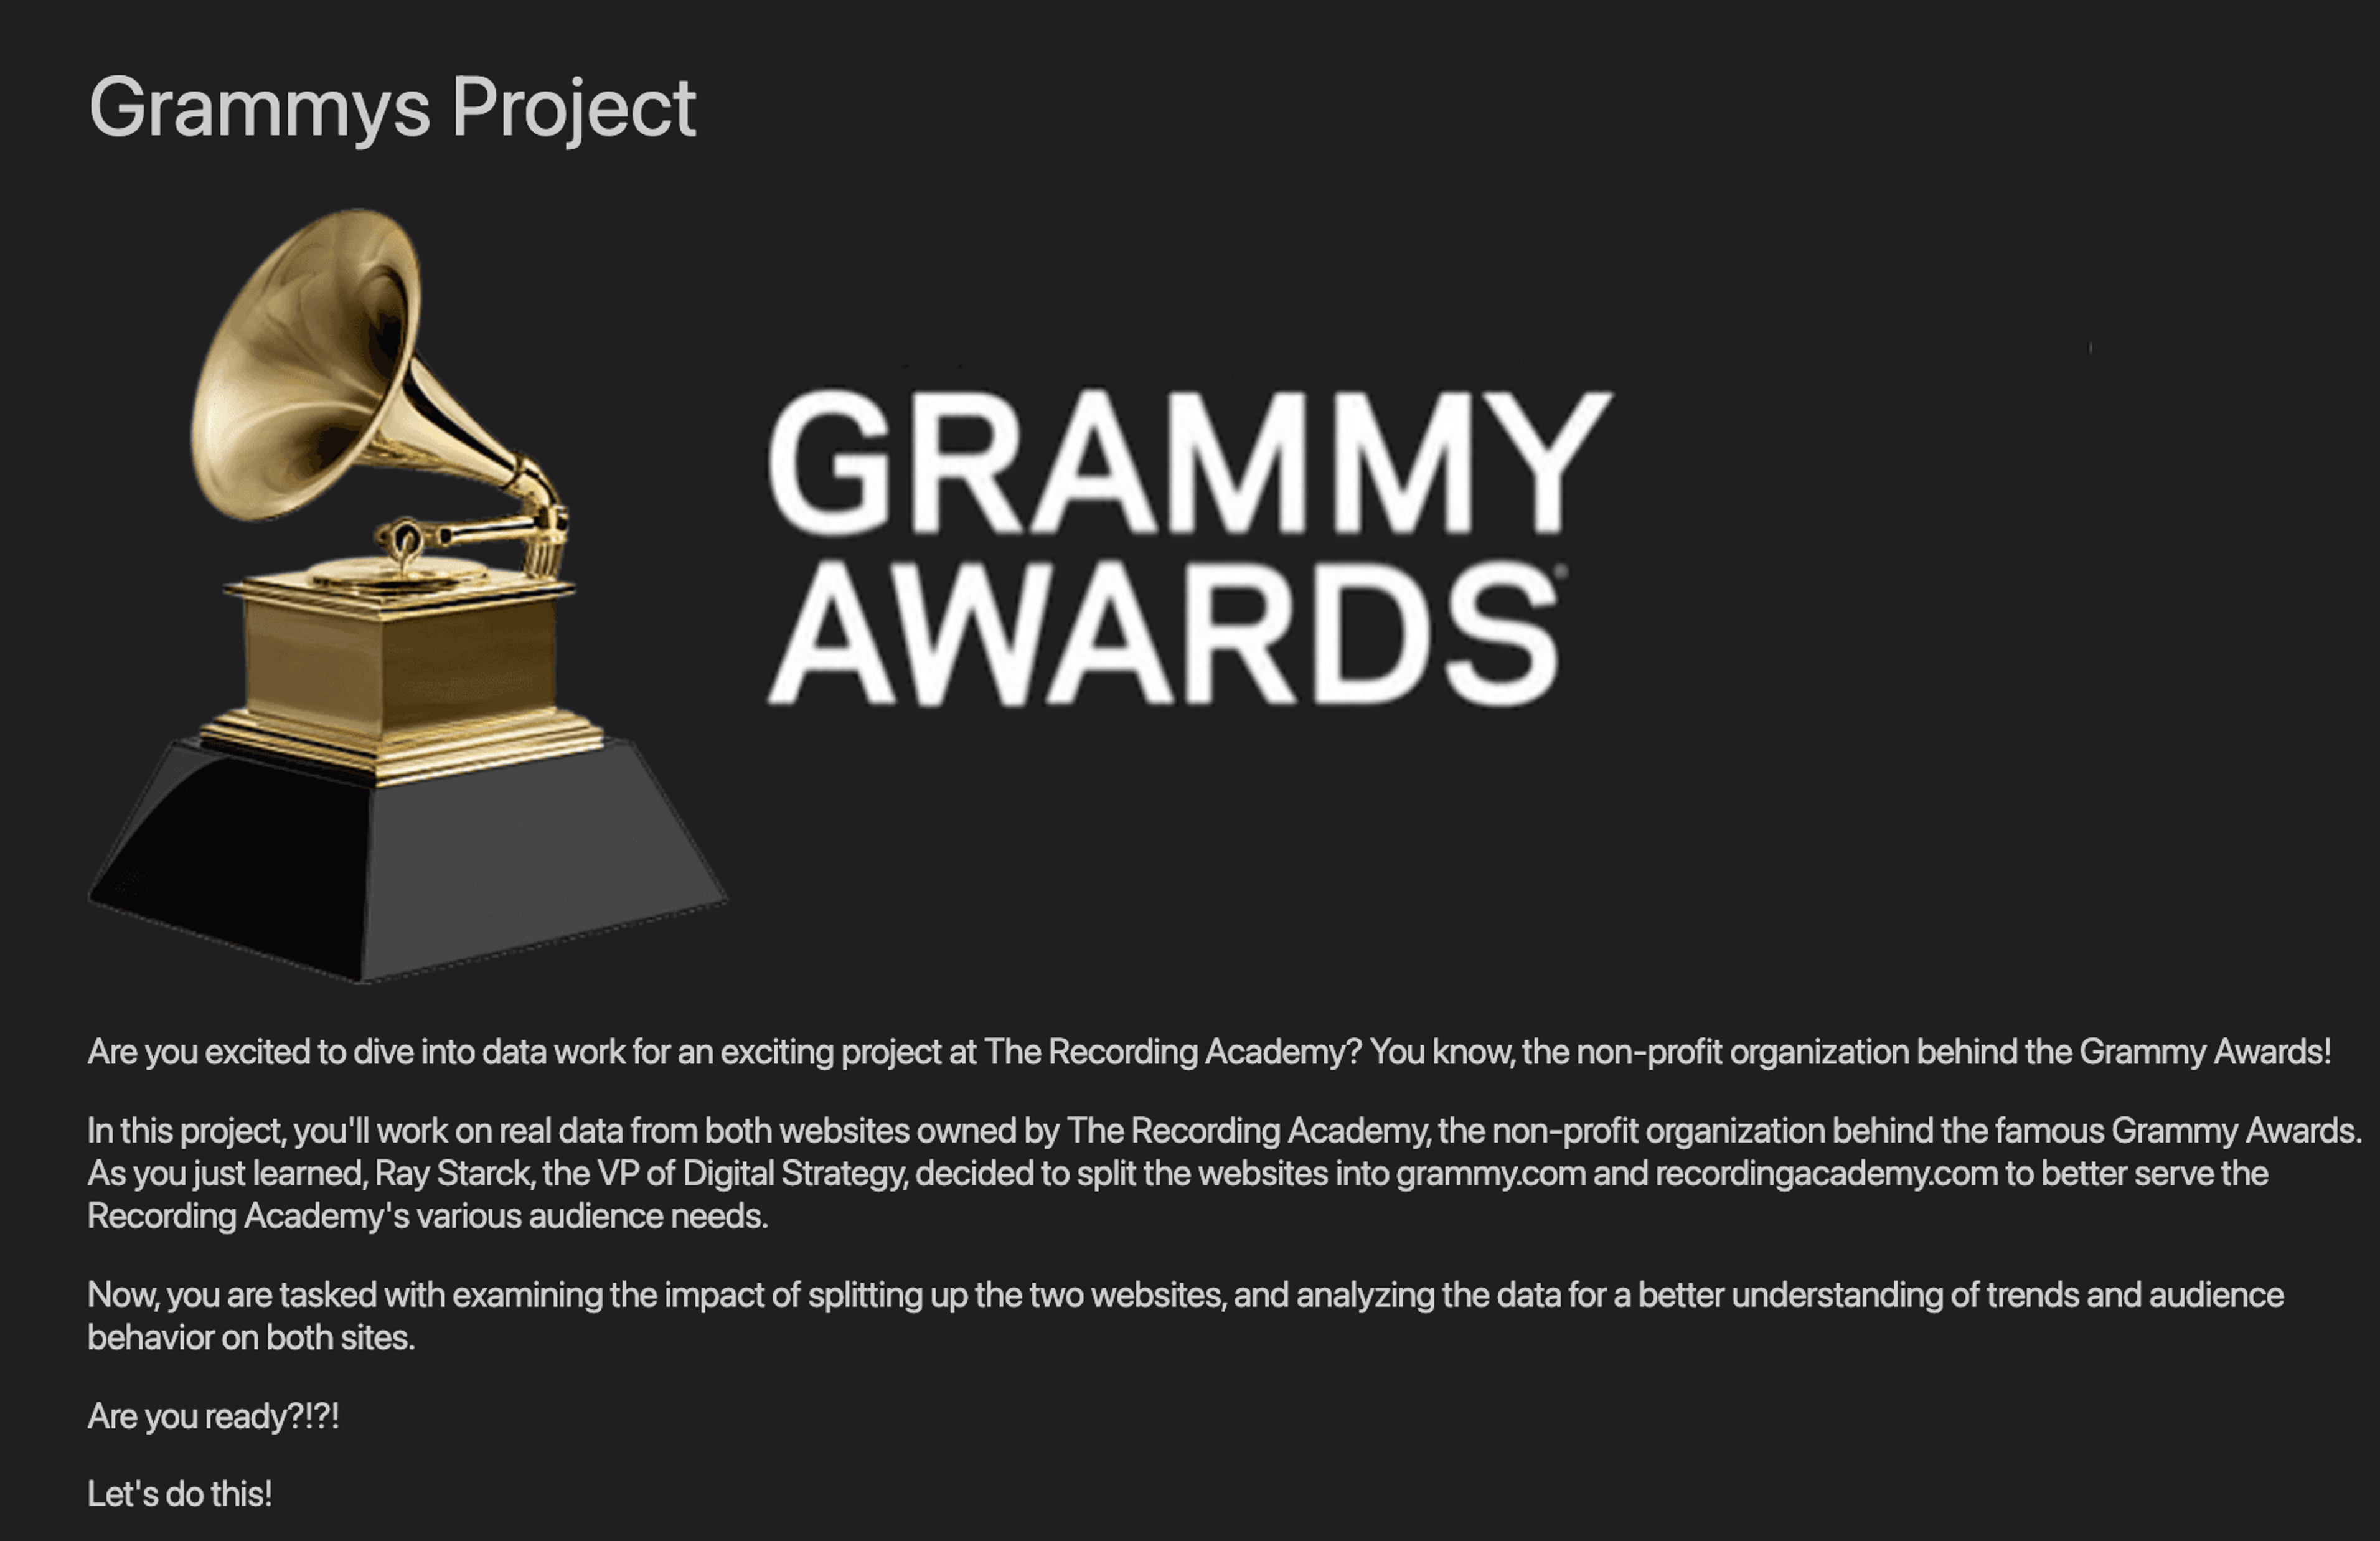 Grammys Project
GRAMMY
AWARDS
Are you excited to dive into data work for an exciting project at The Recording Academy? You know, the non-profit organization behind the Grammy Awards!
In this project, you'll work on real data from both websites owned by The Recording Academy, the non-profit organization behind the famous Grammy Awards.
As you just learned, Ray Starck, the VP of Digital Strategy, decided to split the websites into grammy.com and recordingacademy.com to better serve the
Recording Academy's various audience needs.
Now, you are tasked with examining the impact of splitting up the two websites, and analyzing the data for a better understanding of trends and audience
behavior on both sites.
Are you ready?!?!
Let's do this!